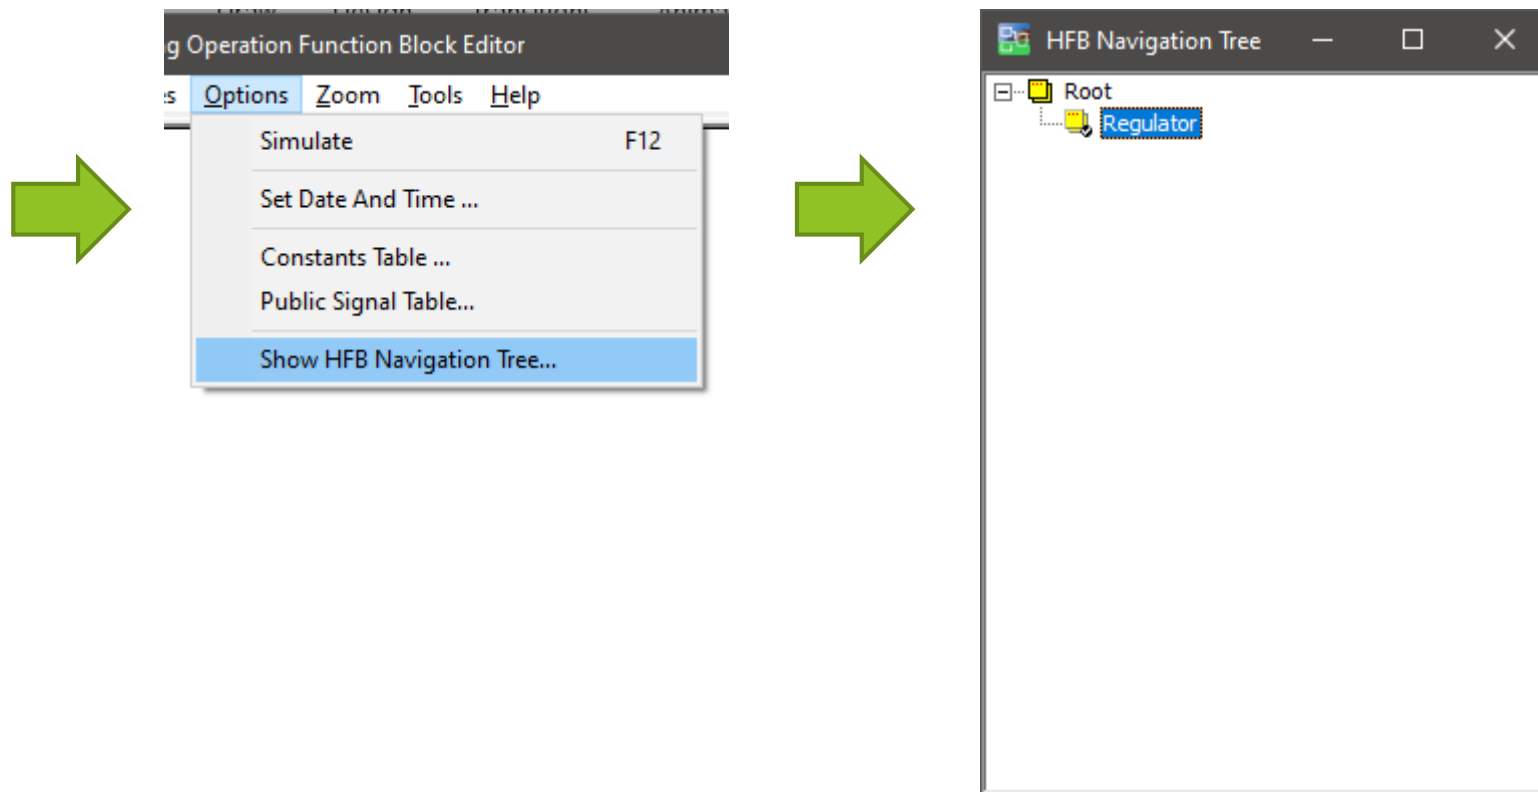 Operation Function Block Editor
Options Zoom Tools Help
Simulate F12
Set Date And Time ...
Constants Table ...
Public Signal Table...
Show HFB Navigation Tree...
HFB Navigation Tree
Root
Regulator